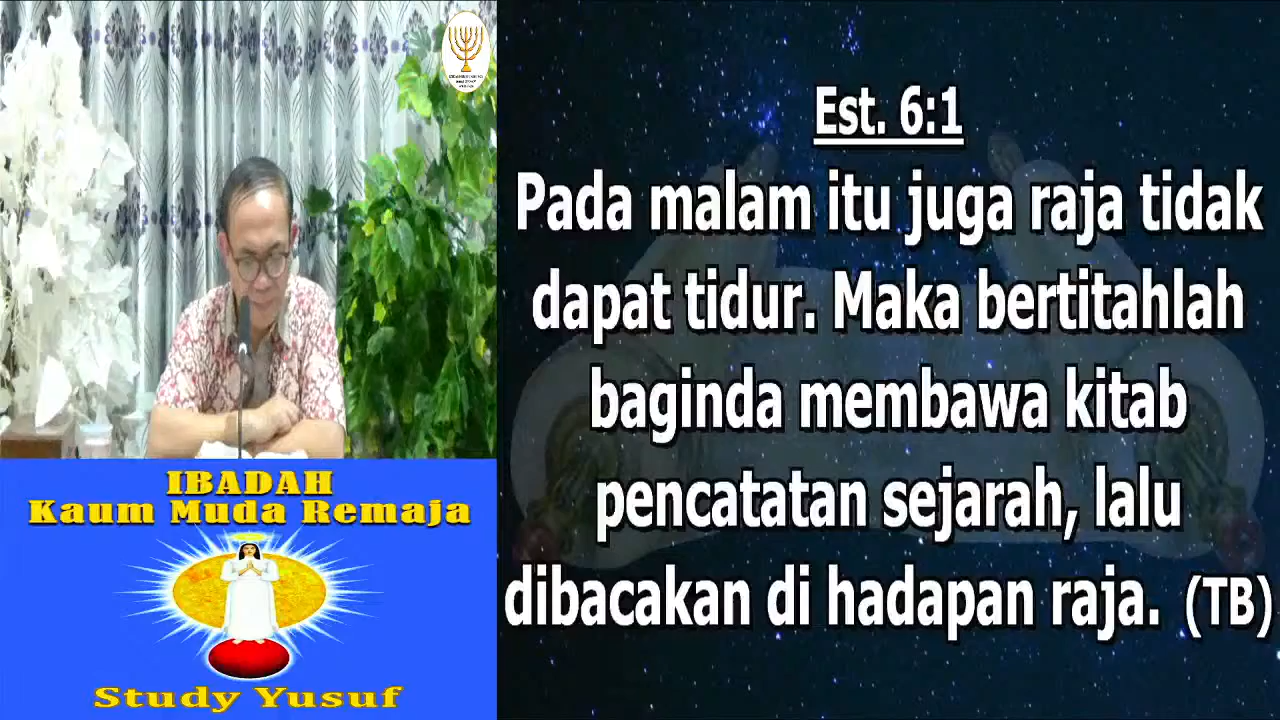 Est. 6:1
Pada malam itu juga raja tidak
dapat tidur. Maka bertitahlah
baginda membawa kitab
pencatatan sejarah, lalu
dibacakan di hadapan raja. (TB)
IBADAH
Kaum Muda Remaja
Study Yusuf